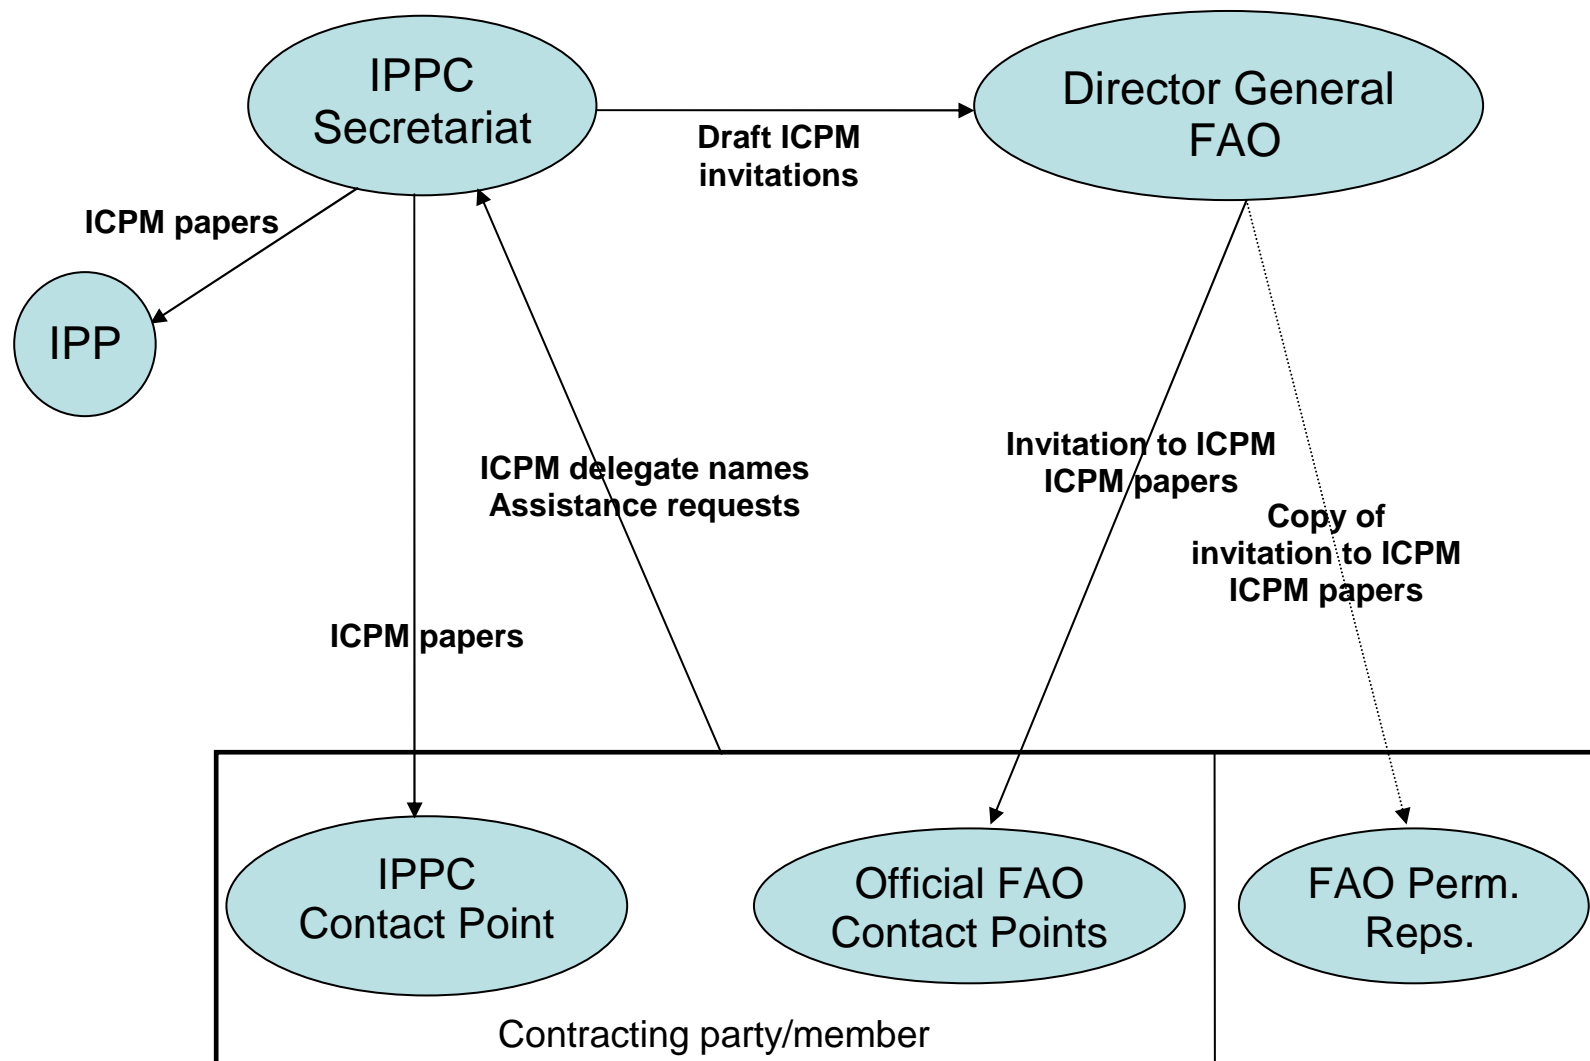 IPPC
Secretariat
Director General
FAO
Draft ICPM
invitations
ICPM papers
IPP
ICPM delegate names
Assistance requests
Invitation to ICPM
ICPM papers
Copy of
invitation to ICPM
ICPM papers
ICPM papers
IPPC
Contact Point
Official FAO
Contact Points
FAO Perm.
Reps.
Contracting party/member